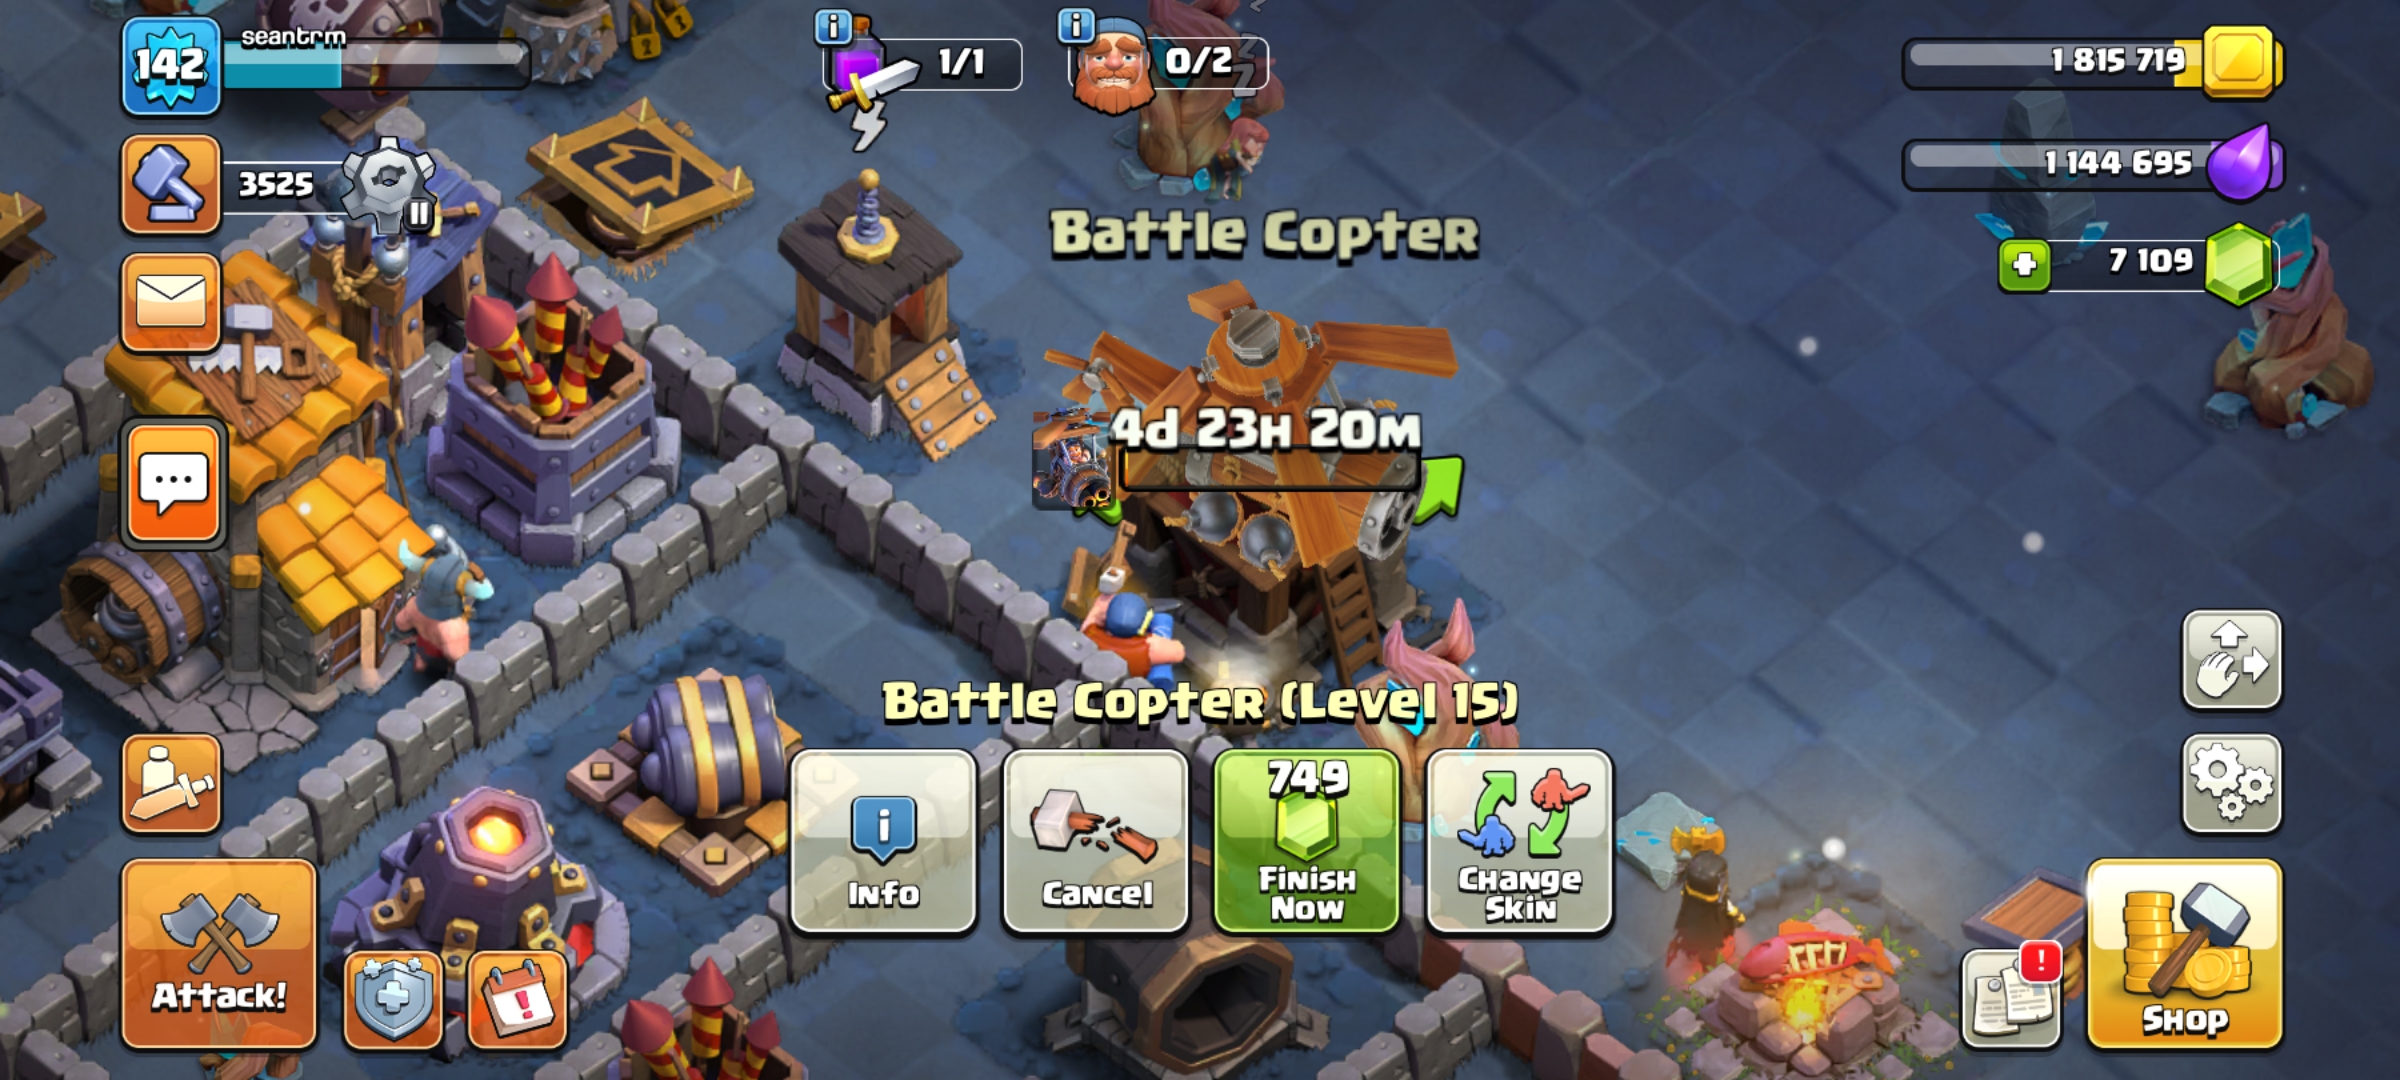 142
seantrm
1/1
0/2
1 815 719
3525
1 144 695
Battle Copter
7 109
4d 23H 20M
Battle Copter (Level 15)
Info
Cancel
749
Finish
Now
Change
Skin
Attack!
Shop